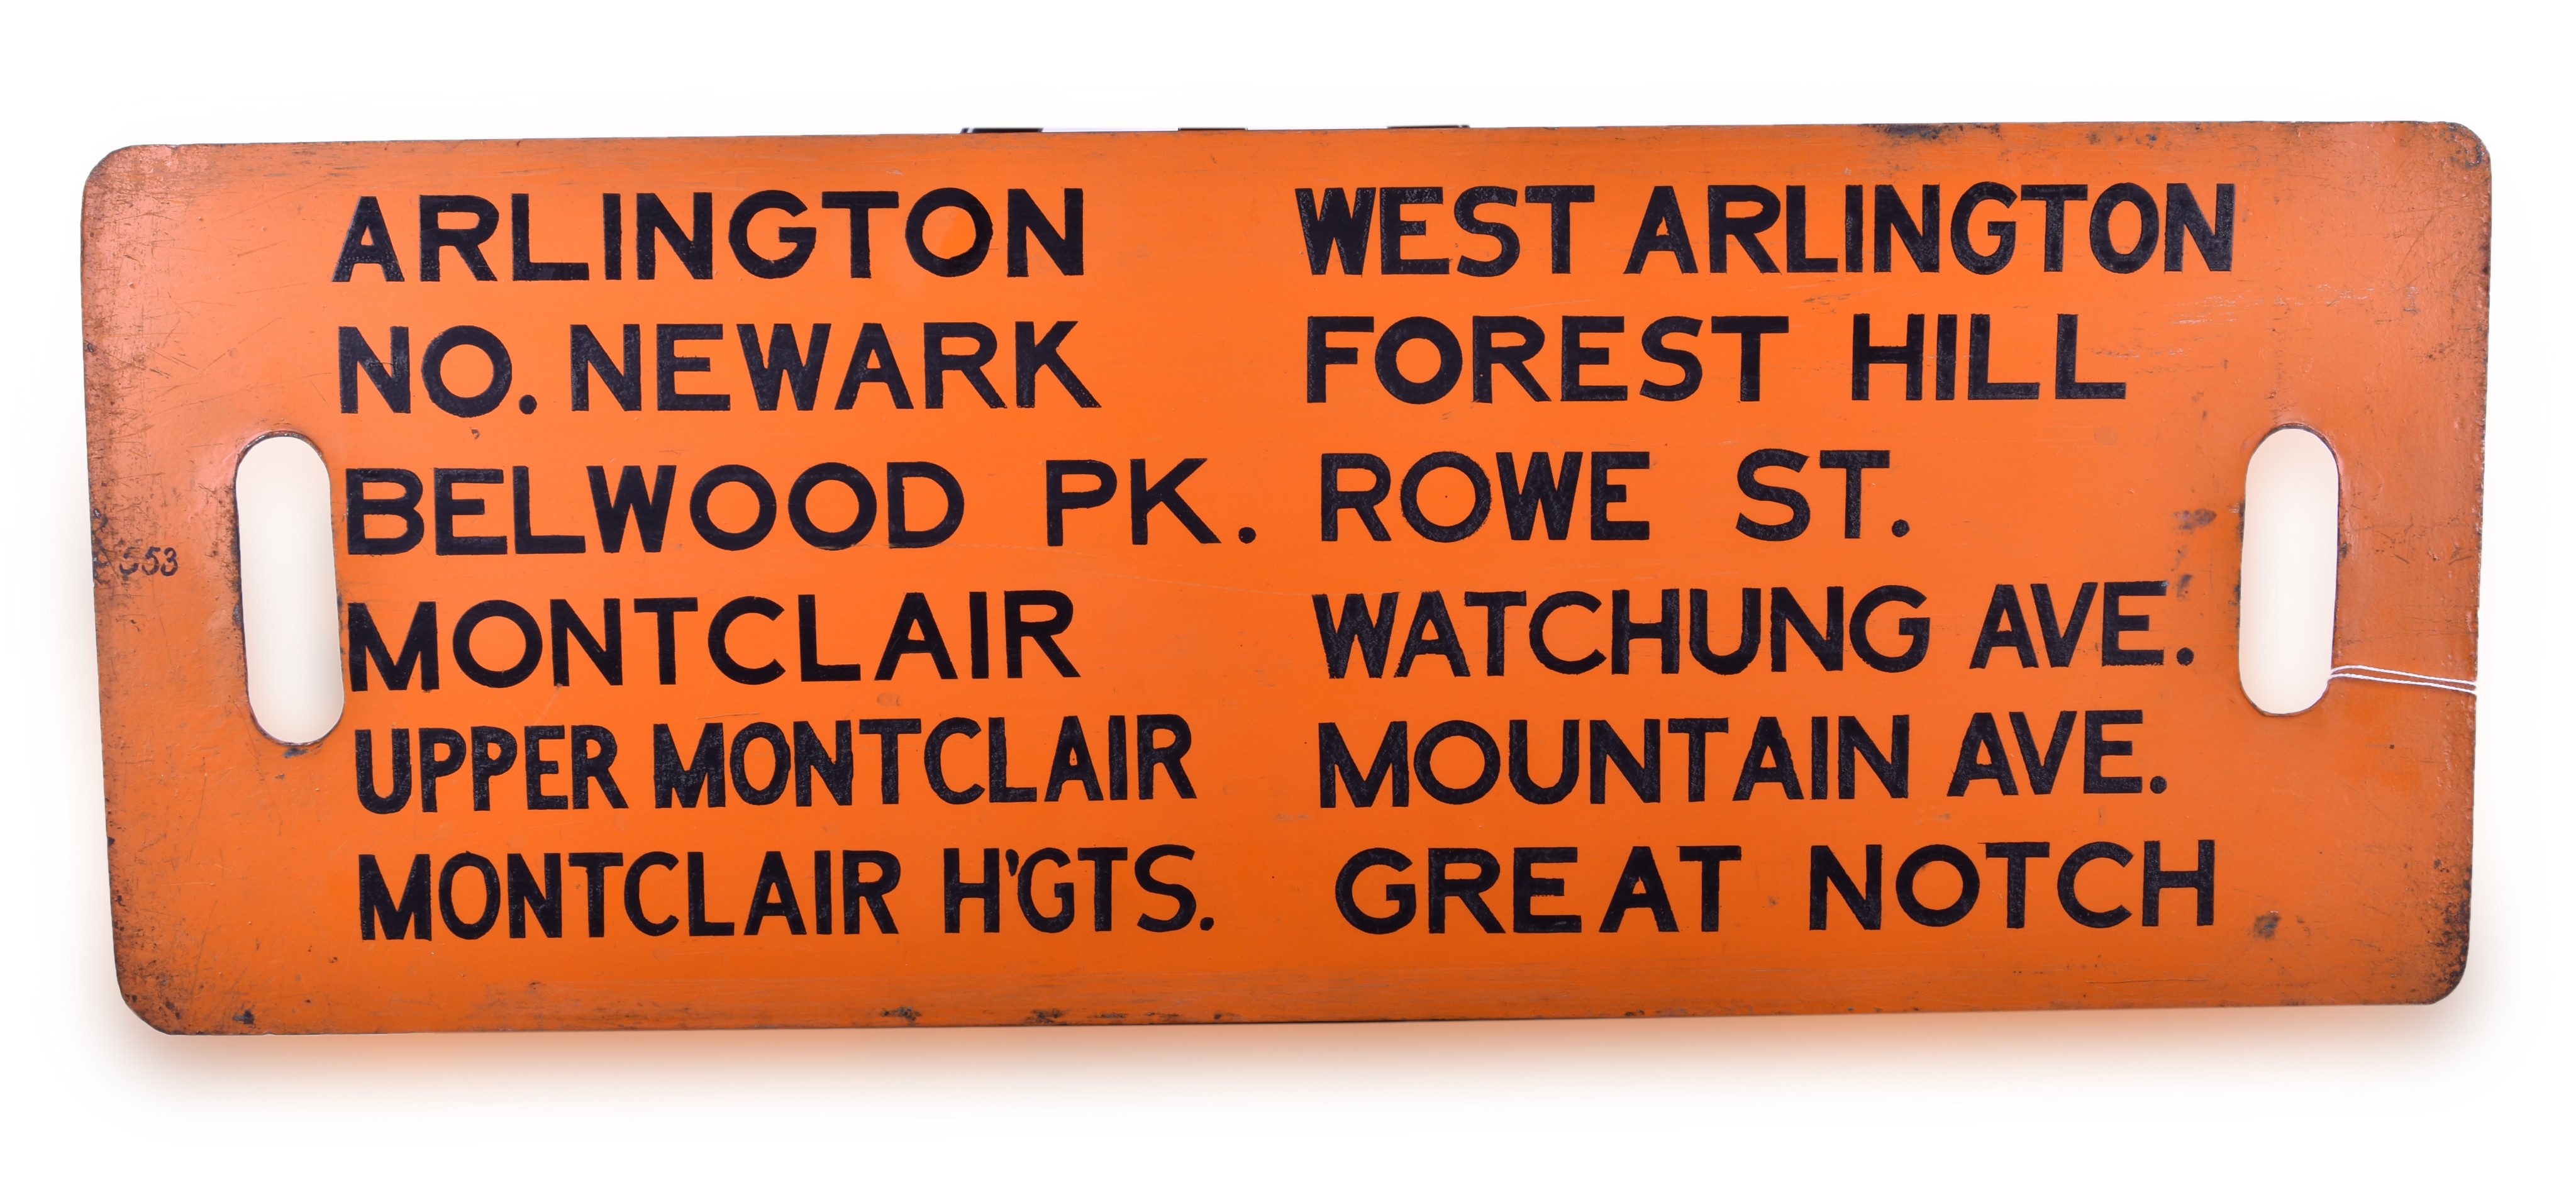 ARLINGTON WEST ARLINGTON
NO. NEWARK FOREST HILL
BELWOOD PK. ROWE ST.
MONTCLAIR WATCHUNG AVE.
UPPER MONTCLAIR MOUNTAIN AVE.
MONTCLAIR H'GTS. GREAT NOTCH